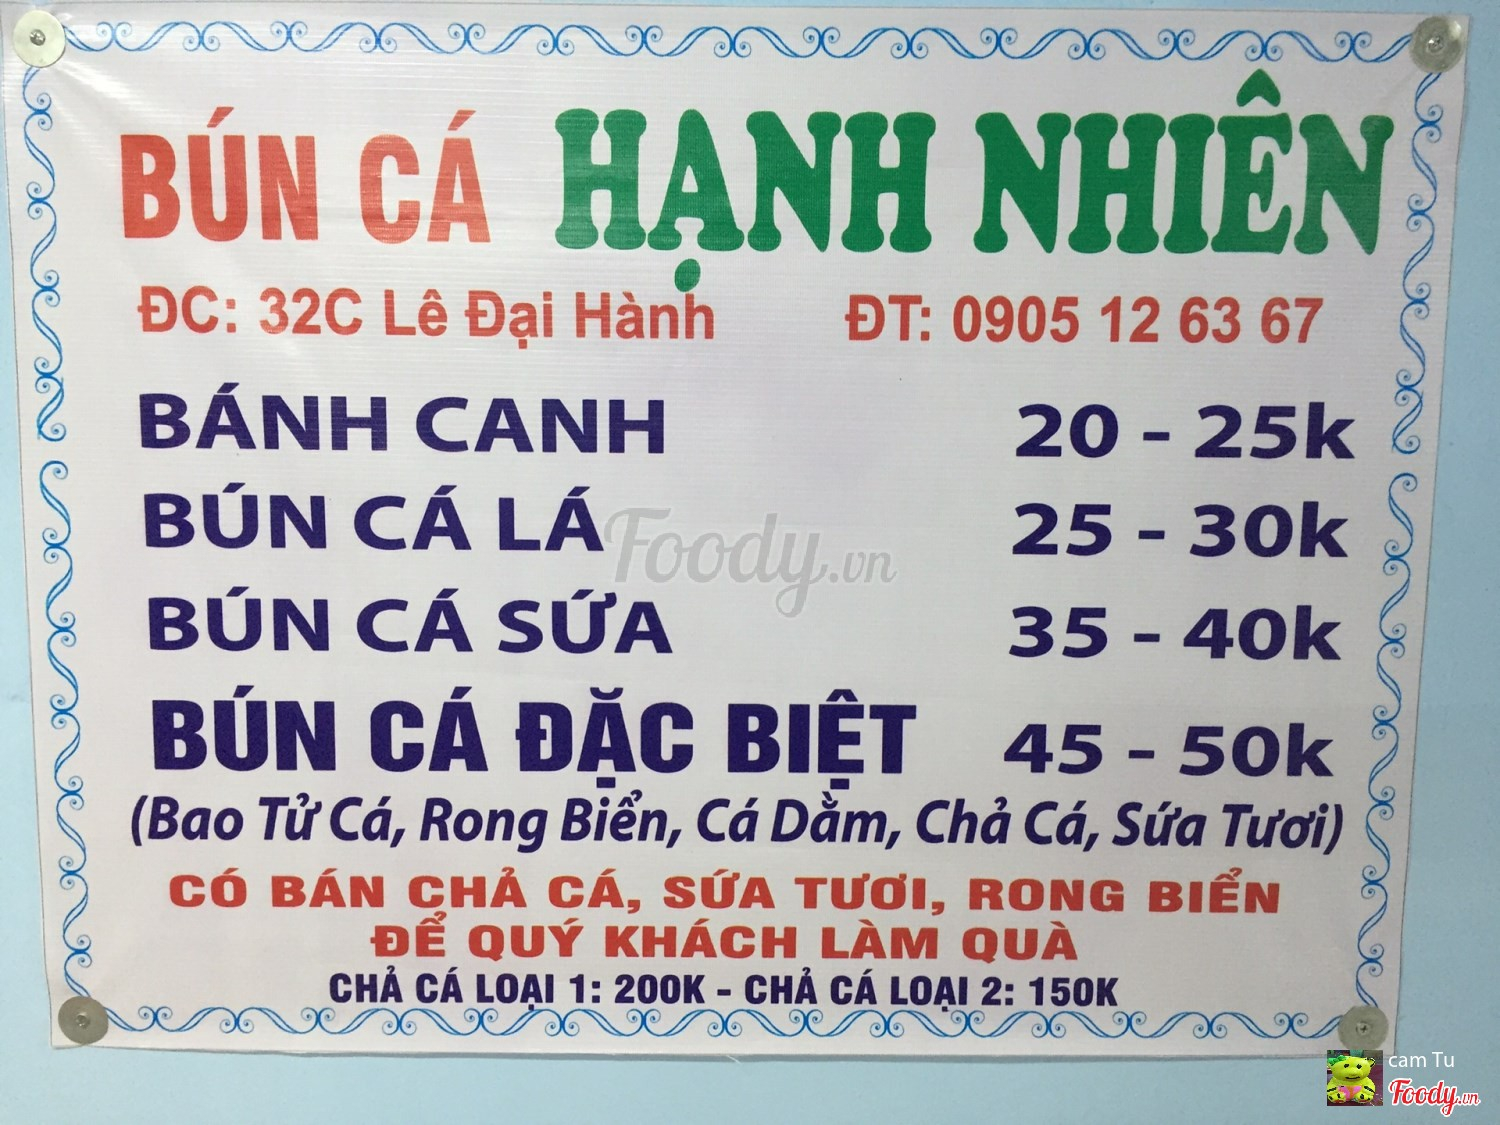 BÚN CÁ HẠNH NHIÊN
ĐC: 32C Lê Đại Hành ĐT: 0905 12 63 67
BÁNH CANH 20 - 25k
BÚN CÁ LÁ 25 - 30k
Foody.vn
BÚN CÁ SỨA 35 - 40k
BÚN CÁ ĐẶC BIỆT 45 - 50k
(Bao Tử Cá, Rong Biển, Cá Dằm, Chả Cá, Sứa Tươi)
CÓ BÁN CHẢ CÁ, SỨA TƯƠI, RONG BIỂN
ĐỂ QUÝ KHÁCH LÀM QUÀ
CHẢ CÁ LOẠI 1: 200K - CHẢ CÁ LOẠI 2: 150K
cam Tu
Foody.vn